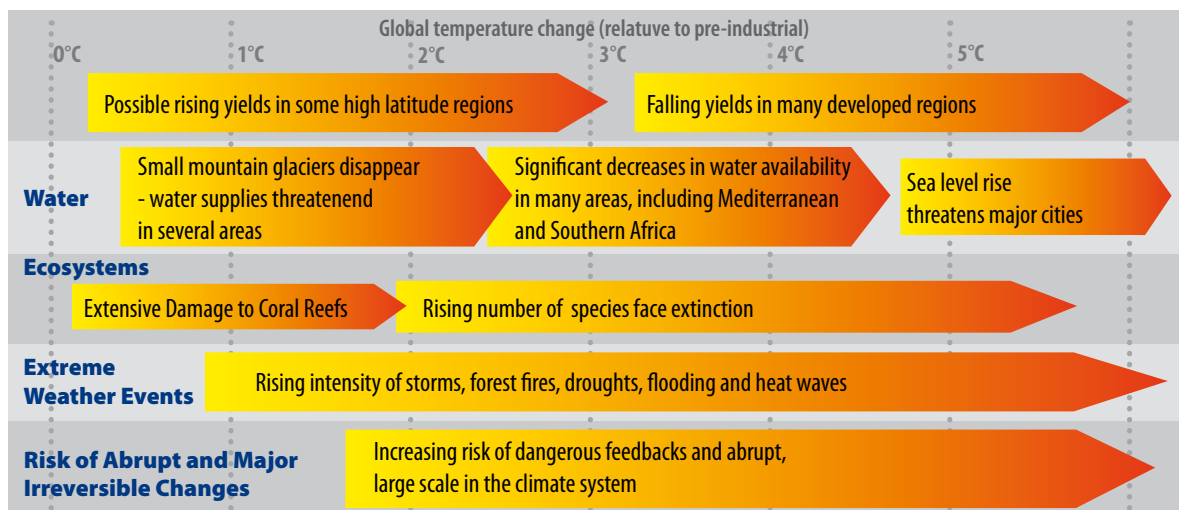 Global temperature change (relatuve to pre-industrial)
0°C 1°C 2°C 3°C 4°C 5°C
Possible rising yields in some high latitude regions
Falling yields in many developed regions
Water
Small mountain glaciers disappear
- water supplies threatenend
in several areas
Significant decreases in water availability
in many areas, including Mediterranean
and Southern Africa
Sea level rise
threatens major cities
Ecosystems
Extensive Damage to Coral Reefs
Rising number of species face extinction
Extreme
Weather Events
Rising intensity of storms, forest fires, droughts, flooding and heat waves
Risk of Abrupt and Major
Irreversible Changes
Increasing risk of dangerous feedbacks and abrupt,
large scale in the climate system